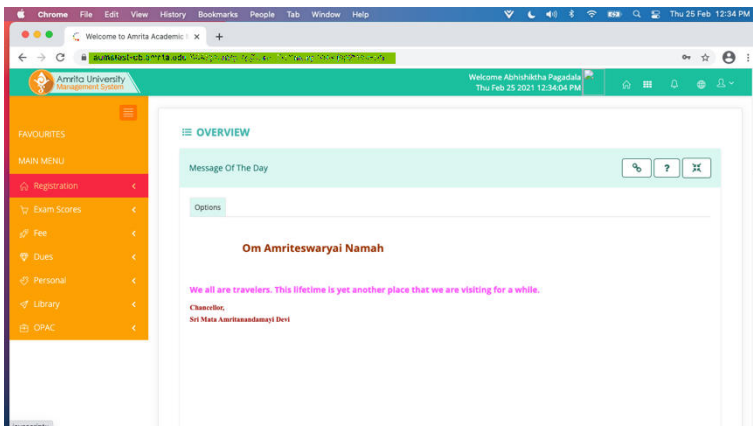 Chrome File Edit View History Bookmarks People Tab Window Help Thu 25 Feb 12:34 PM
Welcome to Amrita Academic
Amrita University
Management System
Welcome Abhishiktha Pagadala
Thu Feb 25 2021 12:34:04 PM
FAVOURITES
MAIN MENU
Registration
Exam Scores
Fee
Dues
Personal
Library
OPAC
OVERVIEW
Message Of The Day
?
Options
Om Amriteswaryai Namah
We all are travelers. This lifetime is yet another place that we are visiting for a while.
Chancellor,
Sri Mata Amritanandamayi Devi